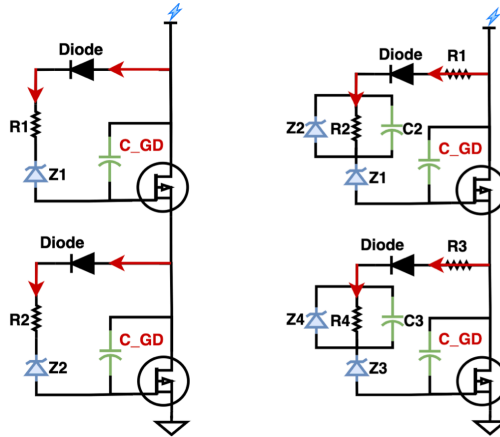 Diode
R1
Z1
C_GD
Diode
R2
Z2
C_GD
Diode
R1
Z2
R2
C2
C_GD
Z1
Diode
R3
Z4
R4
C3
C_GD
Z3